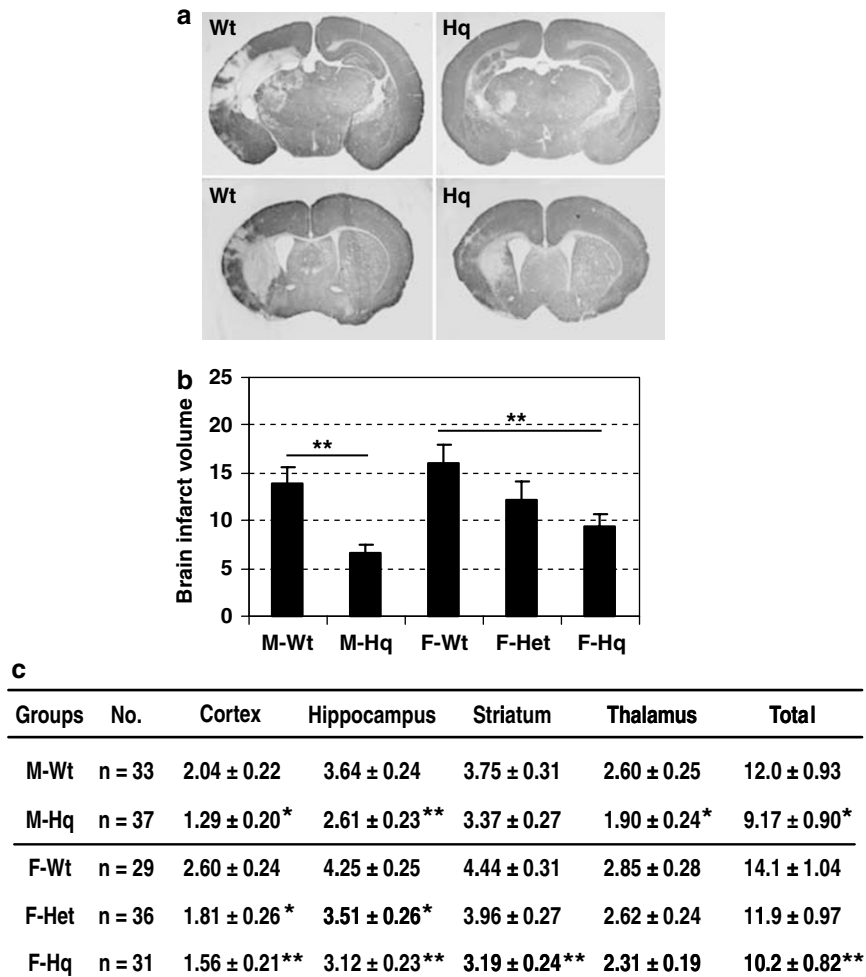 a
Wt Hq
Wt Hq
b
Brain infarct volume
25
20
15
10
5
0
** **
M-Wt M-Hq F-Wt F-Het F-Hq
c
Groups No. Cortex Hippocampus Striatum Thalamus Total
M-Wt n = 33 2.04 ± 0.22 3.64 ± 0.24 3.75 ± 0.31 2.60 ± 0.25 12.0 ± 0.93
M-Hq n = 37 1.29 ± 0.20* 2.61 ± 0.23** 3.37 ± 0.27 1.90 ± 0.24* 9.17 ± 0.90*
F-Wt n = 29 2.60 ± 0.24 4.25 ± 0.25 4.44 ± 0.31 2.85 ± 0.28 14.1 ± 1.04
F-Het n = 36 1.81 ± 0.26* 3.51 ± 0.26* 3.96 ± 0.27 2.62 ± 0.24 11.9 ± 0.97
F-Hq n = 31 1.56 ± 0.21** 3.12 ± 0.23** 3.19 ± 0.24** 2.31 ± 0.19 10.2 ± 0.82**